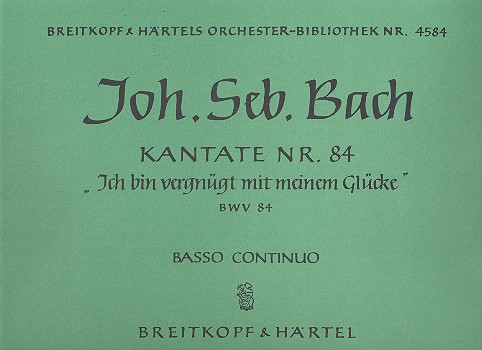 BREITKOPF & HÄRTELS ORCHESTER-BIBLIOTHEK NR. 4584
Joh. Seb. Bach
KANTATE NR. 84
„Ich bin vergnügt mit meinem Glücke"
BWV 84
BASSO CONTINUO
BREITKOPF & HÄRTEL